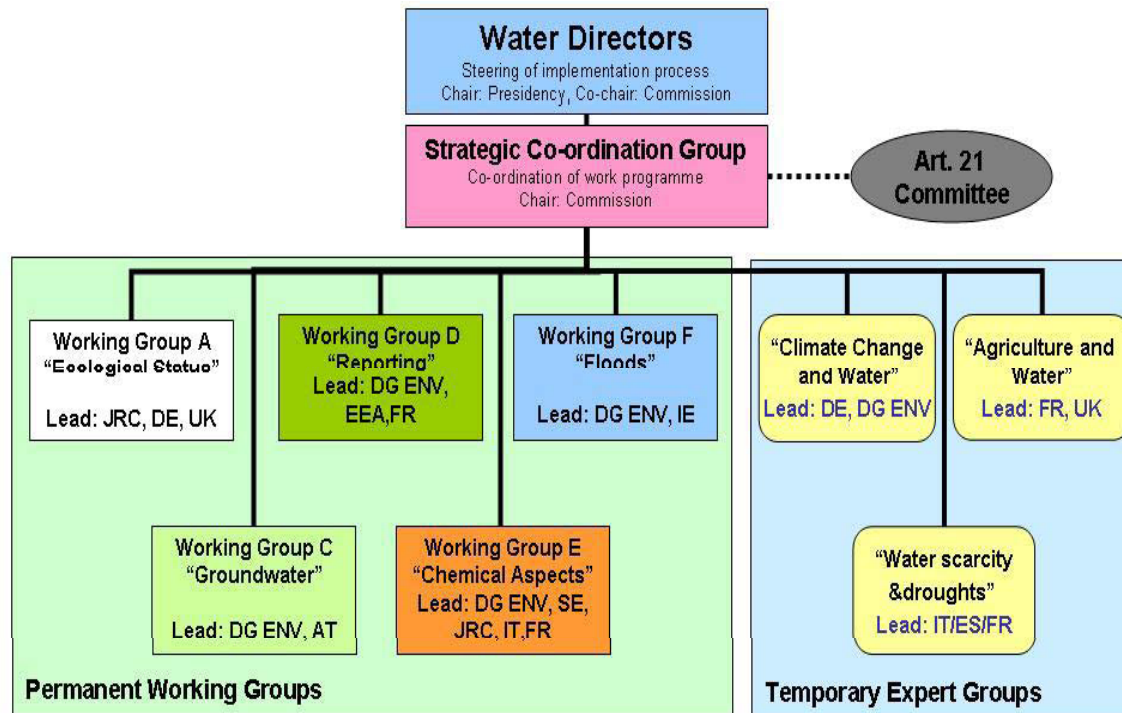 Water Directors
Steering of implementation process
Chair: Presidency, Co-chair: Commission
Strategic Co-ordination Group
Co-ordination of work programme
Chair: Commission
Art. 21
Committee
Working Group A
“Ecological Status”
Lead: JRC, DE, UK
Working Group D
“Reporting”
Lead: DG ENV,
EEA,FR
Working Group F
“Floods”
Lead: DG ENV, IE
“Climate Change
and Water”
Lead: DE, DG ENV
“Agriculture and
Water”
Lead: FR, UK
Working Group C
“Groundwater”
Lead: DG ENV, AT
Working Group E
“Chemical Aspects”
Lead: DG ENV, SE,
JRC, IT,FR
“Water scarcity
&droughts”
Lead: IT/ES/FR
Permanent Working Groups
Temporary Expert Groups